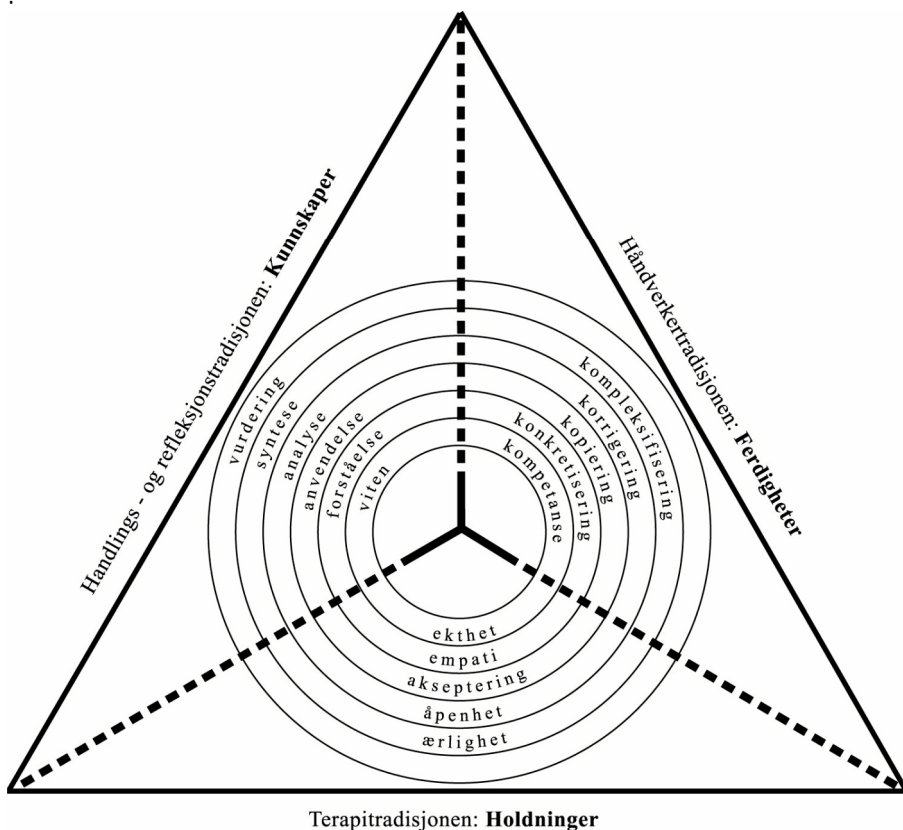 .
Handlings - og refleksjonstradisjonen: Kunnskaper
Håndverkertradisjonen: Ferdigheter
vurdering
syntese
analyse
anvendelse
forståelse
viten
kompleksifisering
korrigering
kopiering
konkretisering
kompetanse
ekthet
empati
akseptering
åpenhet
ærlighet
Terapitradisjonen: Holdninger